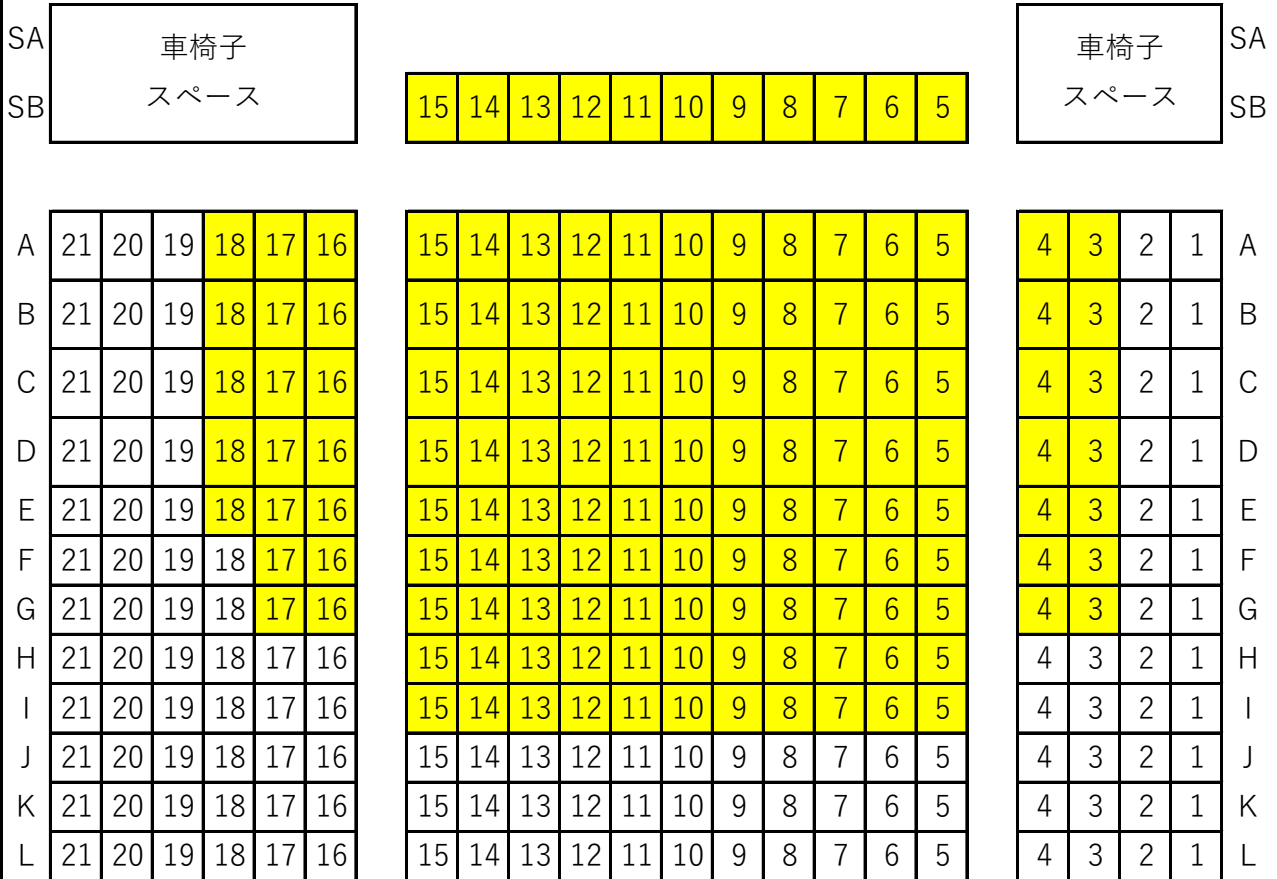 SA 車椅子 車椅子 SA
SB スペース 15 14 13 12 11 10 9 8 7 6 5 スペース SB
A 21 20 19 18 17 16 15 14 13 12 11 10 9 8 7 6 5 4 3 2 1 A
B 21 20 19 18 17 16 15 14 13 12 11 10 9 8 7 6 5 4 3 2 1 B
C 21 20 19 18 17 16 15 14 13 12 11 10 9 8 7 6 5 4 3 2 1 C
D 21 20 19 18 17 16 15 14 13 12 11 10 9 8 7 6 5 4 3 2 1 D
E 21 20 19 18 17 16 15 14 13 12 11 10 9 8 7 6 5 4 3 2 1 E
F 21 20 19 18 17 16 15 14 13 12 11 10 9 8 7 6 5 4 3 2 1 F
G 21 20 19 18 17 16 15 14 13 12 11 10 9 8 7 6 5 4 3 2 1 G
H 21 20 19 18 17 16 15 14 13 12 11 10 9 8 7 6 5 4 3 2 1 H
I 21 20 19 18 17 16 15 14 13 12 11 10 9 8 7 6 5 4 3 2 1 I
J 21 20 19 18 17 16 15 14 13 12 11 10 9 8 7 6 5 4 3 2 1 J
K 21 20 19 18 17 16 15 14 13 12 11 10 9 8 7 6 5 4 3 2 1 K
L 21 20 19 18 17 16 15 14 13 12 11 10 9 8 7 6 5 4 3 2 1 L